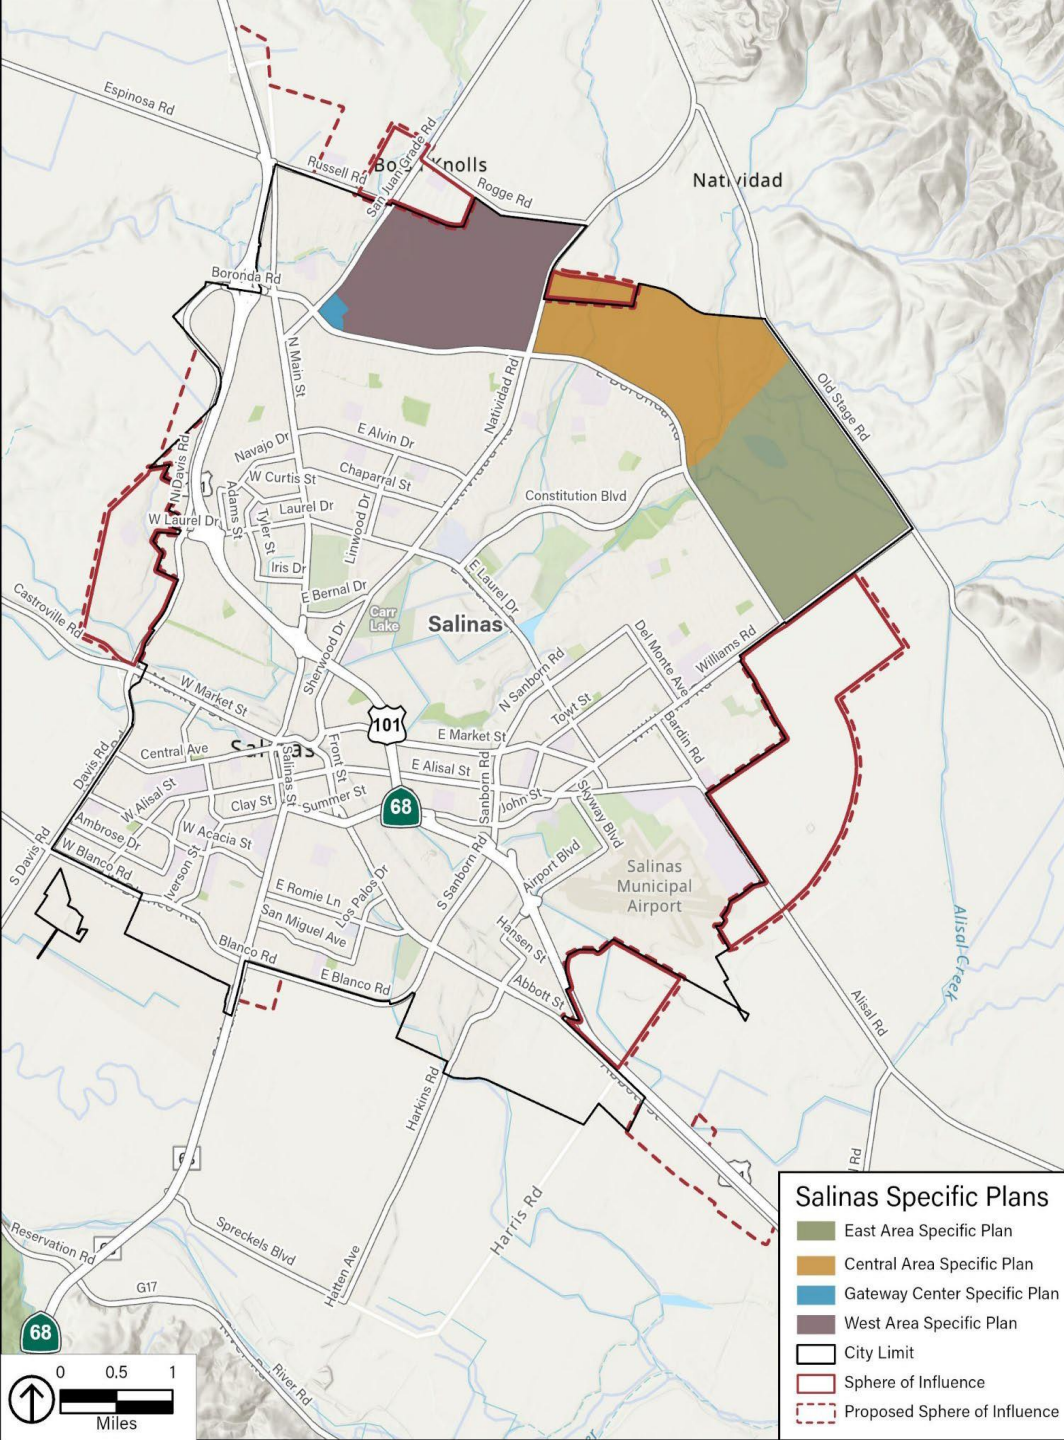 Espinosa Rd
Russell Rd
San Juan Grade Rd
Knolls
Rogge Rd
Natividad
Boronda Rd
N Main St
Natividad Rd
Old Stage Rd
E Alvin Dr
Navajo Dr
N Davis Rd
W Curtis St
Chaparral St
Adams St
Tyler St
Laurel Dr
Linwood Dr
Constitution Blvd
W Laurel Dr
Iris Dr
E Bernal Dr
E Laurel Dr
Castroville Rd
Carr
Lake
Salinas
Sherwood Dr
Del Monte Ave
Williams Rd
N Sanborn Rd
W Market St
101
Towt St
Bardin Rd
E Market St
Central Ave
Salinas
Davis Rd
Salinas St
Front St
E Alisal St
Sanborn Rd
W Alisal St
Clay St
Summer St
68
John St
Skyway Blvd
Ambrose Dr
W Acacia St
S Davis Rd
W Blanco Rd
Iverson St
E Romie Ln
Los Palos Dr
S Sanborn Rd
Airport Blvd
Salinas
Municipal
Airport
San Miguel Ave
Hansen St
Blanco Rd
E Blanco Rd
Abbott St
Alisal Creek
Alisal Rd
Harkins Rd
Harris Rd
Spreckels Blvd
Hatten Ave
Reservation Rd
G17
68
River Rd
0 0.5 1
Miles
Salinas Specific Plans
East Area Specific Plan
Central Area Specific Plan
Gateway Center Specific Plan
West Area Specific Plan
City Limit
Sphere of Influence
Proposed Sphere of Influence